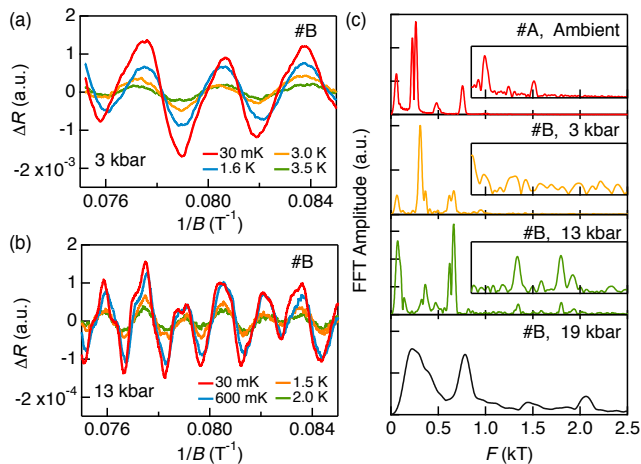 (a)
#B
2
1
0
-1
-2 x10⁻³
ΔR (a.u.)
3 kbar
30 mK
3.0 K
1.6 K
3.5 K
0.076
0.080
0.084
1/B (T⁻¹)
(b)
#B
2
1
0
-1
-2 x10⁻⁴
ΔR (a.u.)
13 kbar
30 mK
1.5 K
600 mK
2.0 K
0.076
0.080
0.084
1/B (T⁻¹)
(c)
#A, Ambient
#B, 3 kbar
#B, 13 kbar
#B, 19 kbar
FFT Amplitude (a.u.)
0
0.5
1.0
1.5
2.0
2.5
F (kT)